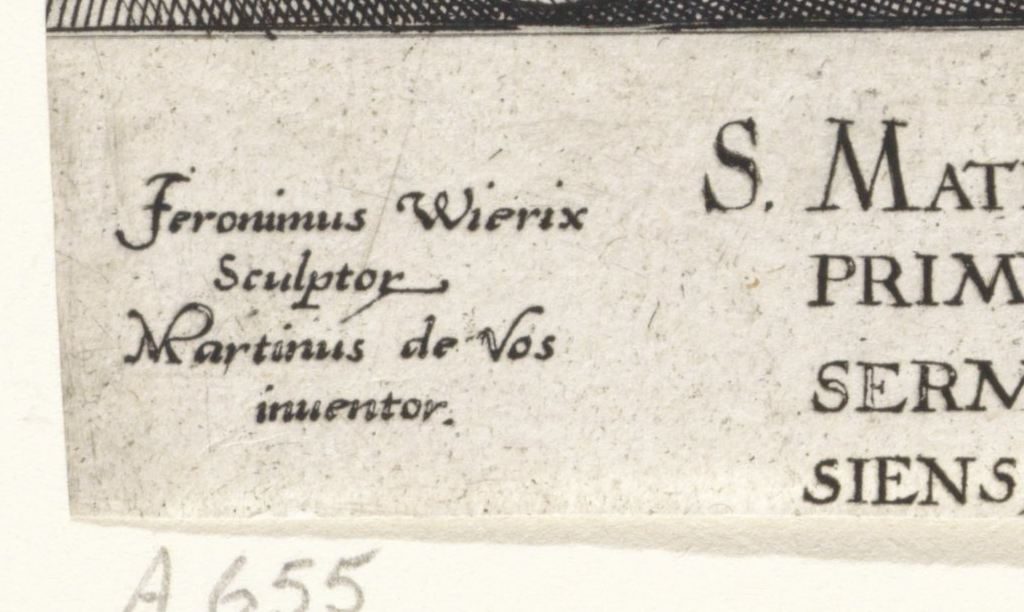 Jeronimus Wierix
Sculptor
Martinus de Vos
inuentor.
S. MAT
PRIM
SERM
SIENS
A 655